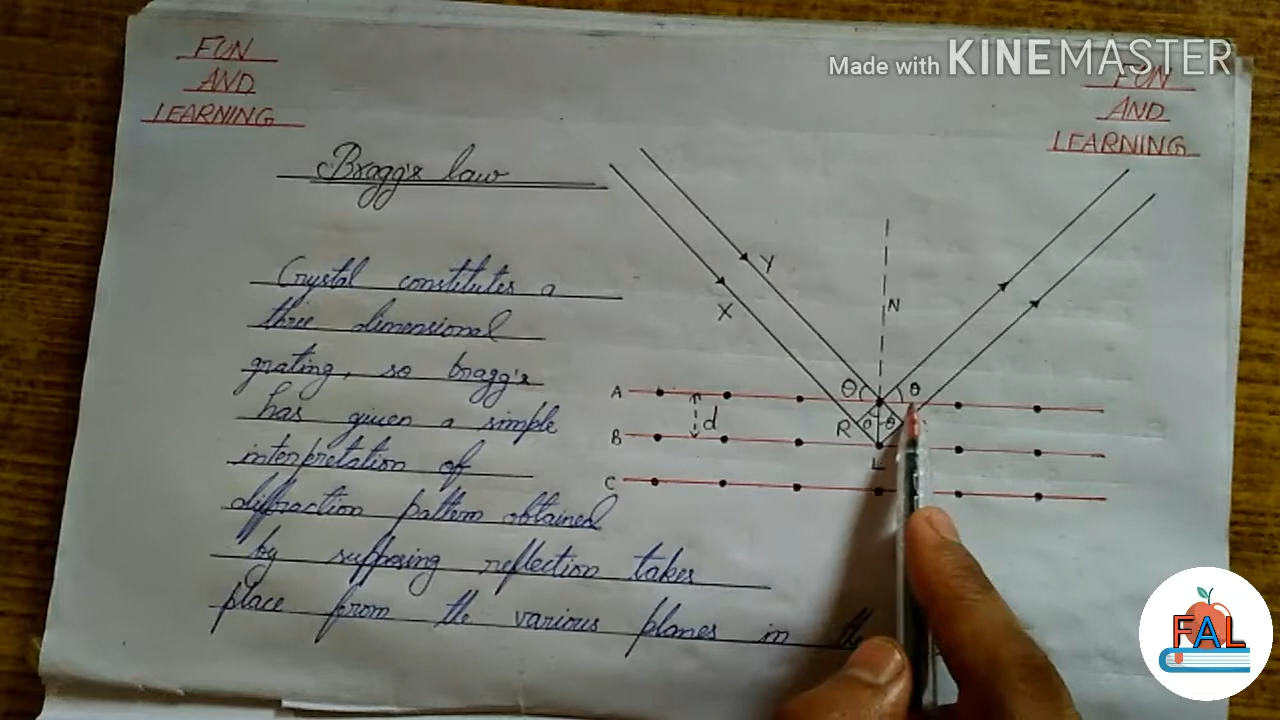 FUN
AND
LEARNING
Made with KINEMASTER
FUN
AND
LEARNING
Bragg's law
Crystal constitutes a
three dimensional
grating, so bragg's
has given a simple
interpretation of
diffraction pattern obtained
by supposing reflection takes
place from the various planes in the
Y
X
N
A
θ
θ
d
B
R
θ
θ
L
C
FAL